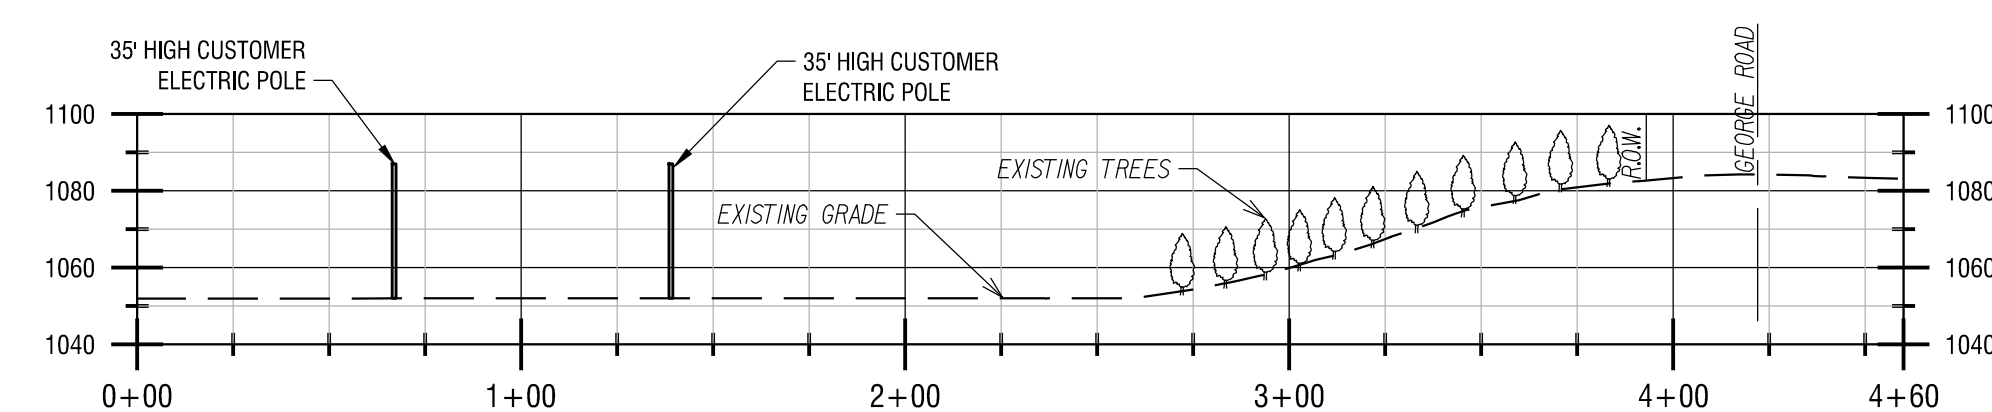 35' HIGH CUSTOMER
ELECTRIC POLE
35' HIGH CUSTOMER
ELECTRIC POLE
GEORGE ROAD
R.O.W.
EXISTING TREES
EXISTING GRADE
1100
1080
1060
1040
1100
1080
1060
1040
0+00
1+00
2+00
3+00
4+00
4+60